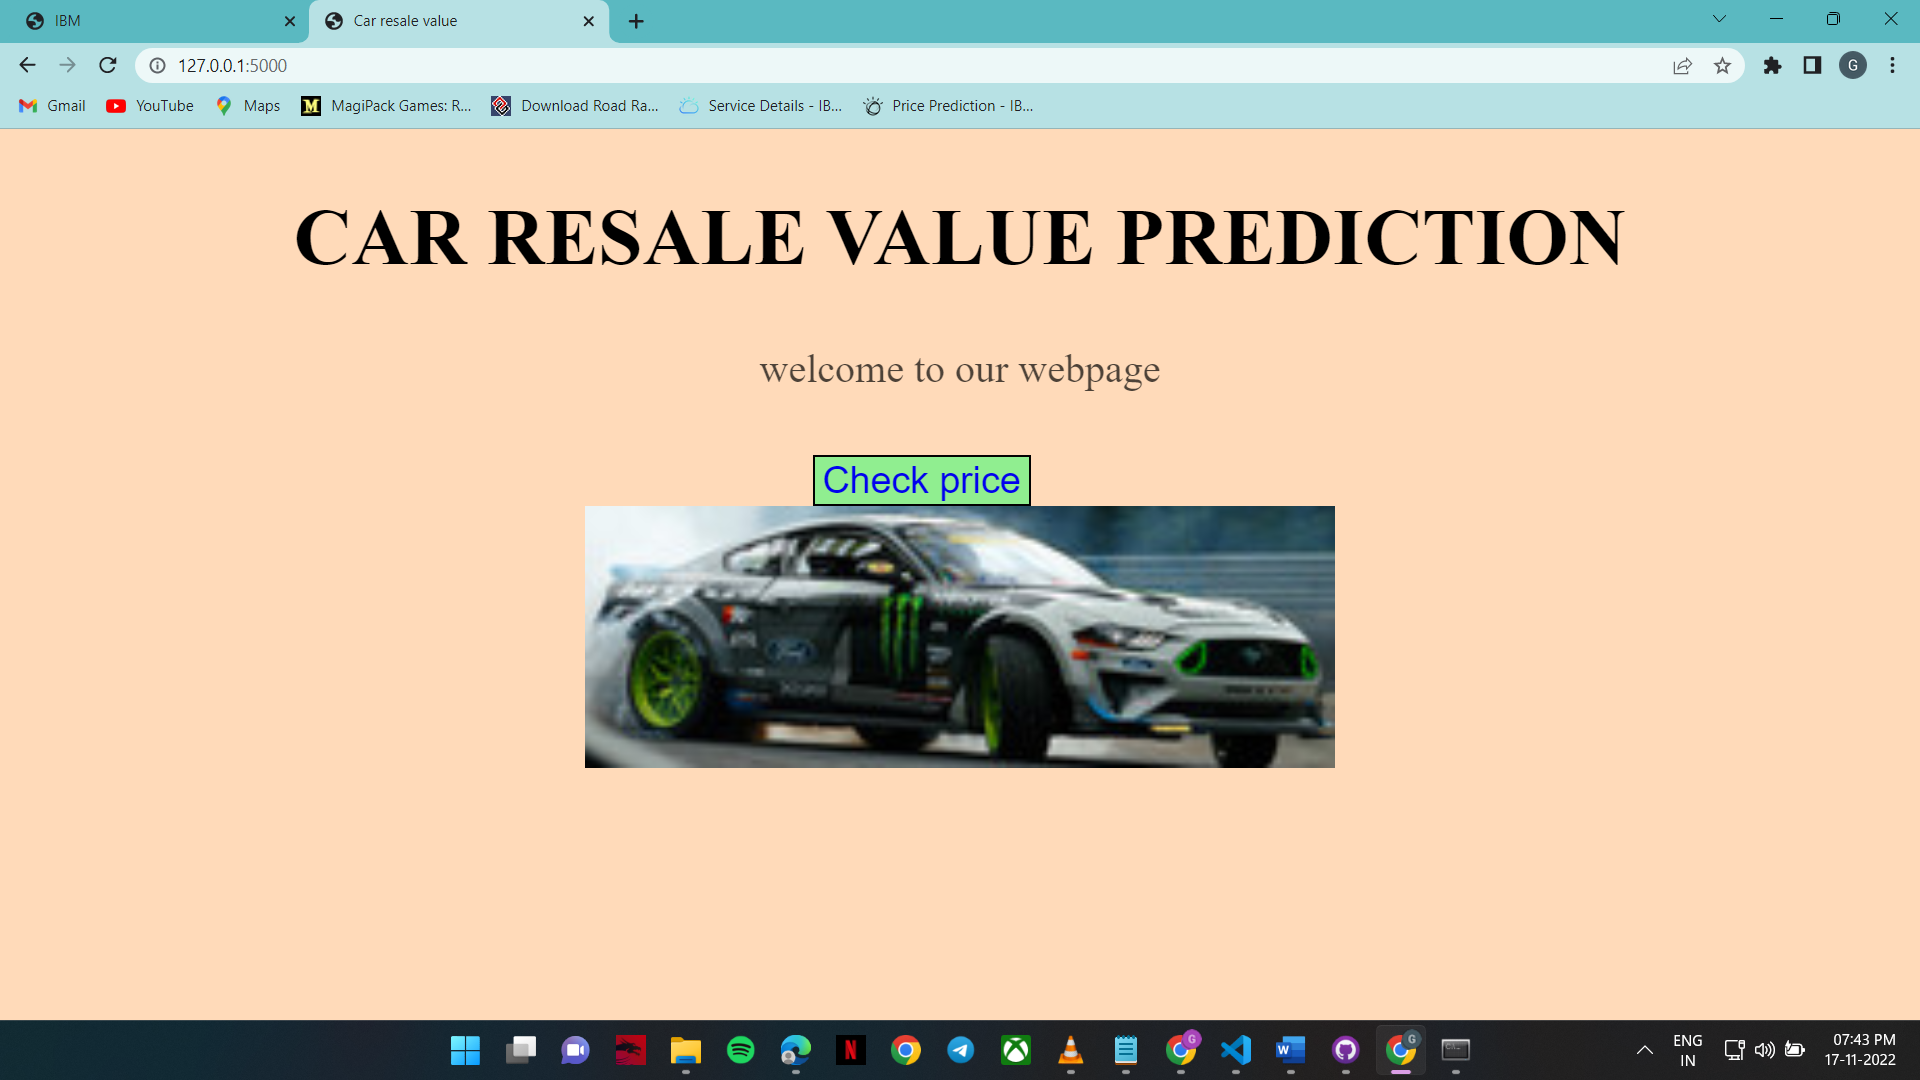 IBM
Car resale value
127.0.0.1:5000
G
Gmail
YouTube
Maps
M
MagiPack Games: R...
Download Road Ra...
Service Details - IB...
Price Prediction - IB...
CAR RESALE VALUE PREDICTION
welcome to our webpage
Check price
ENG
IN
07:43 PM
17-11-2022